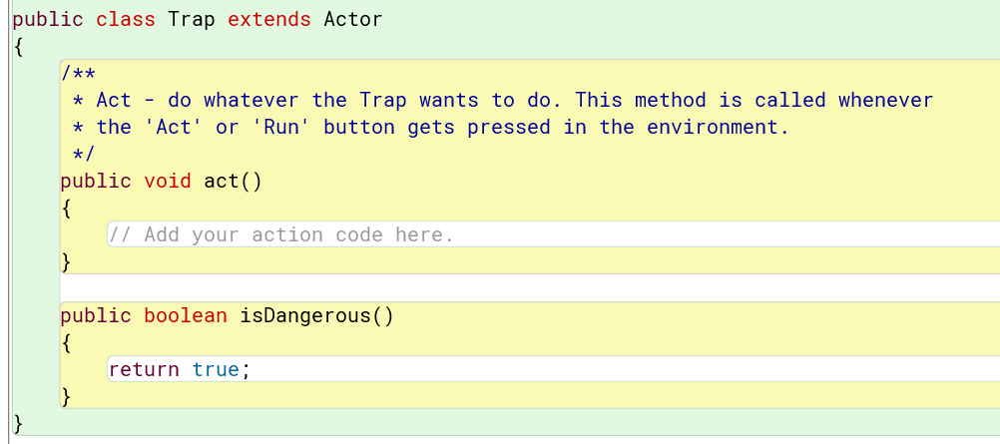 public class Trap extends Actor
{
/**
* Act - do whatever the Trap wants to do. This method is called whenever
* the 'Act' or 'Run' button gets pressed in the environment.
*/
public void act()
{
// Add your action code here.
}
public boolean isDangerous()
{
return true;
}
}